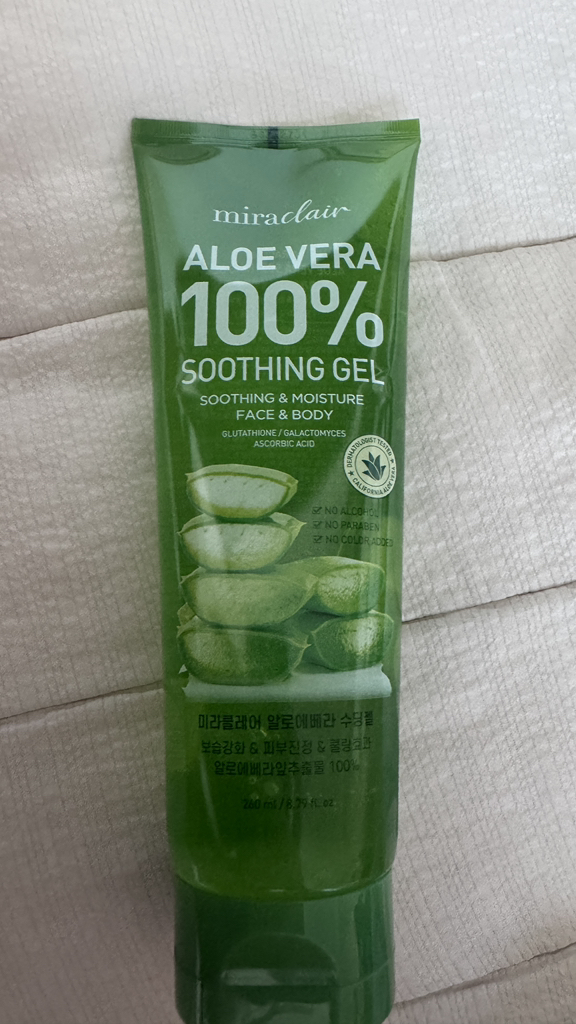 miraclair
ALOE VERA
100%
SOOTHING GEL
SOOTHING & MOISTURE
FACE & BODY
GLUTATHIONE / GALACTOMYCES
ASCORBIC ACID
DERMATOLOGIST TESTED
CALIFORNIA ALOE VERA
NO ALCOHOL
NO PARABEN
NO COLOR ADDED
미라클레어 알로에베라 수딩젤
보습강화 & 피부진정 & 쿨링효과
알로에베라잎추출물 100%
260 ml / 8.79 fl. oz